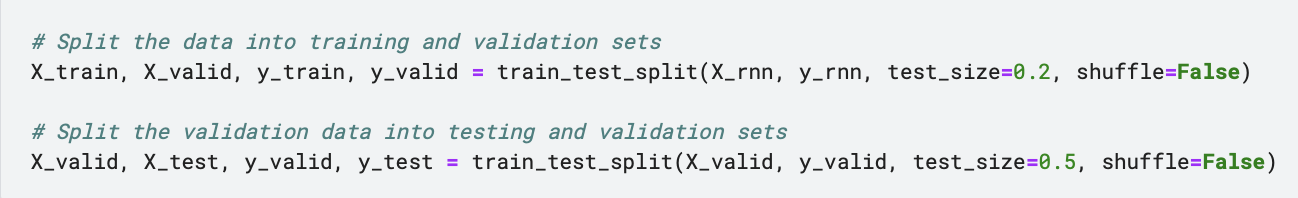 # Split the data into training and validation sets
X_train, X_valid, y_train, y_valid = train_test_split(X_rnn, y_rnn, test_size=0.2, shuffle=False)
# Split the validation data into testing and validation sets
X_valid, X_test, y_valid, y_test = train_test_split(X_valid, y_valid, test_size=0.5, shuffle=False)